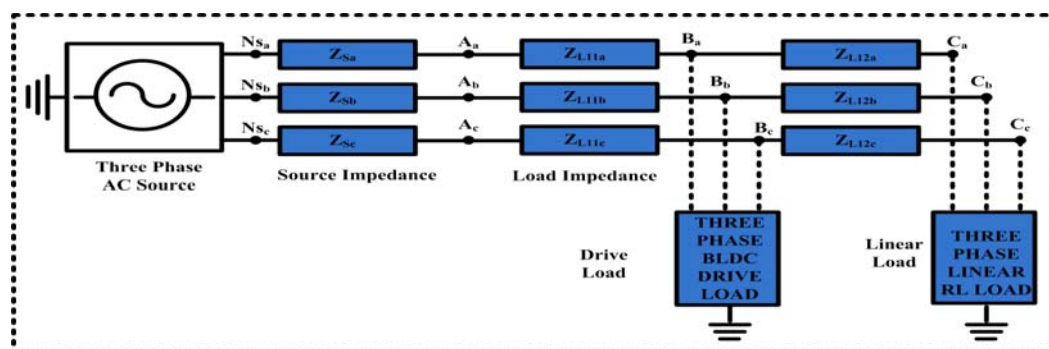 Nsa
ZSa
Aa
ZL11a
Ba
ZL12a
Ca
Nsb
ZSb
Ab
ZL11b
Bb
ZL12b
Cb
Nsc
ZSc
Ac
ZL11c
Bc
ZL12c
Cc
Three Phase
AC Source
Source Impedance
Load Impedance
Drive
Load
THREE
PHASE
BLDC
DRIVE
LOAD
Linear
Load
THREE
PHASE
LINEAR
RL LOAD